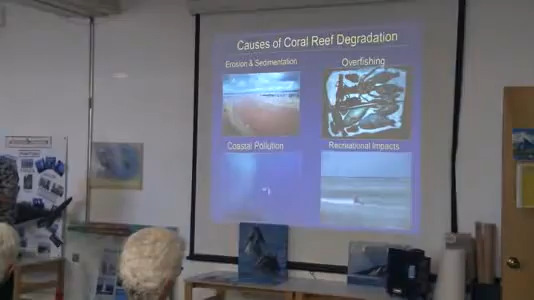 Causes of Coral Reef Degradation
Erosion & Sedimentation
Overfishing
Coastal Pollution
Recreational Impacts